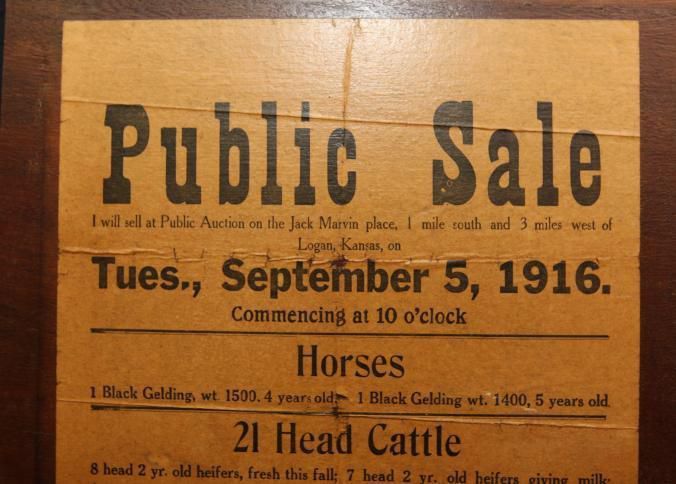 Public Sale
I will sell at Public Auction on the Jack Marvin place, 1 mile south and 3 miles west of
Logan, Kansas, on
Tues., September 5, 1916.
Commencing at 10 o'clock
Horses
1 Black Gelding, wt. 1500, 4 years old; 1 Black Gelding wt. 1400, 5 years old
21 Head Cattle
8 head 2 yr. old heifers, fresh this fall; 7 head 2 yr. old heifers giving milk;